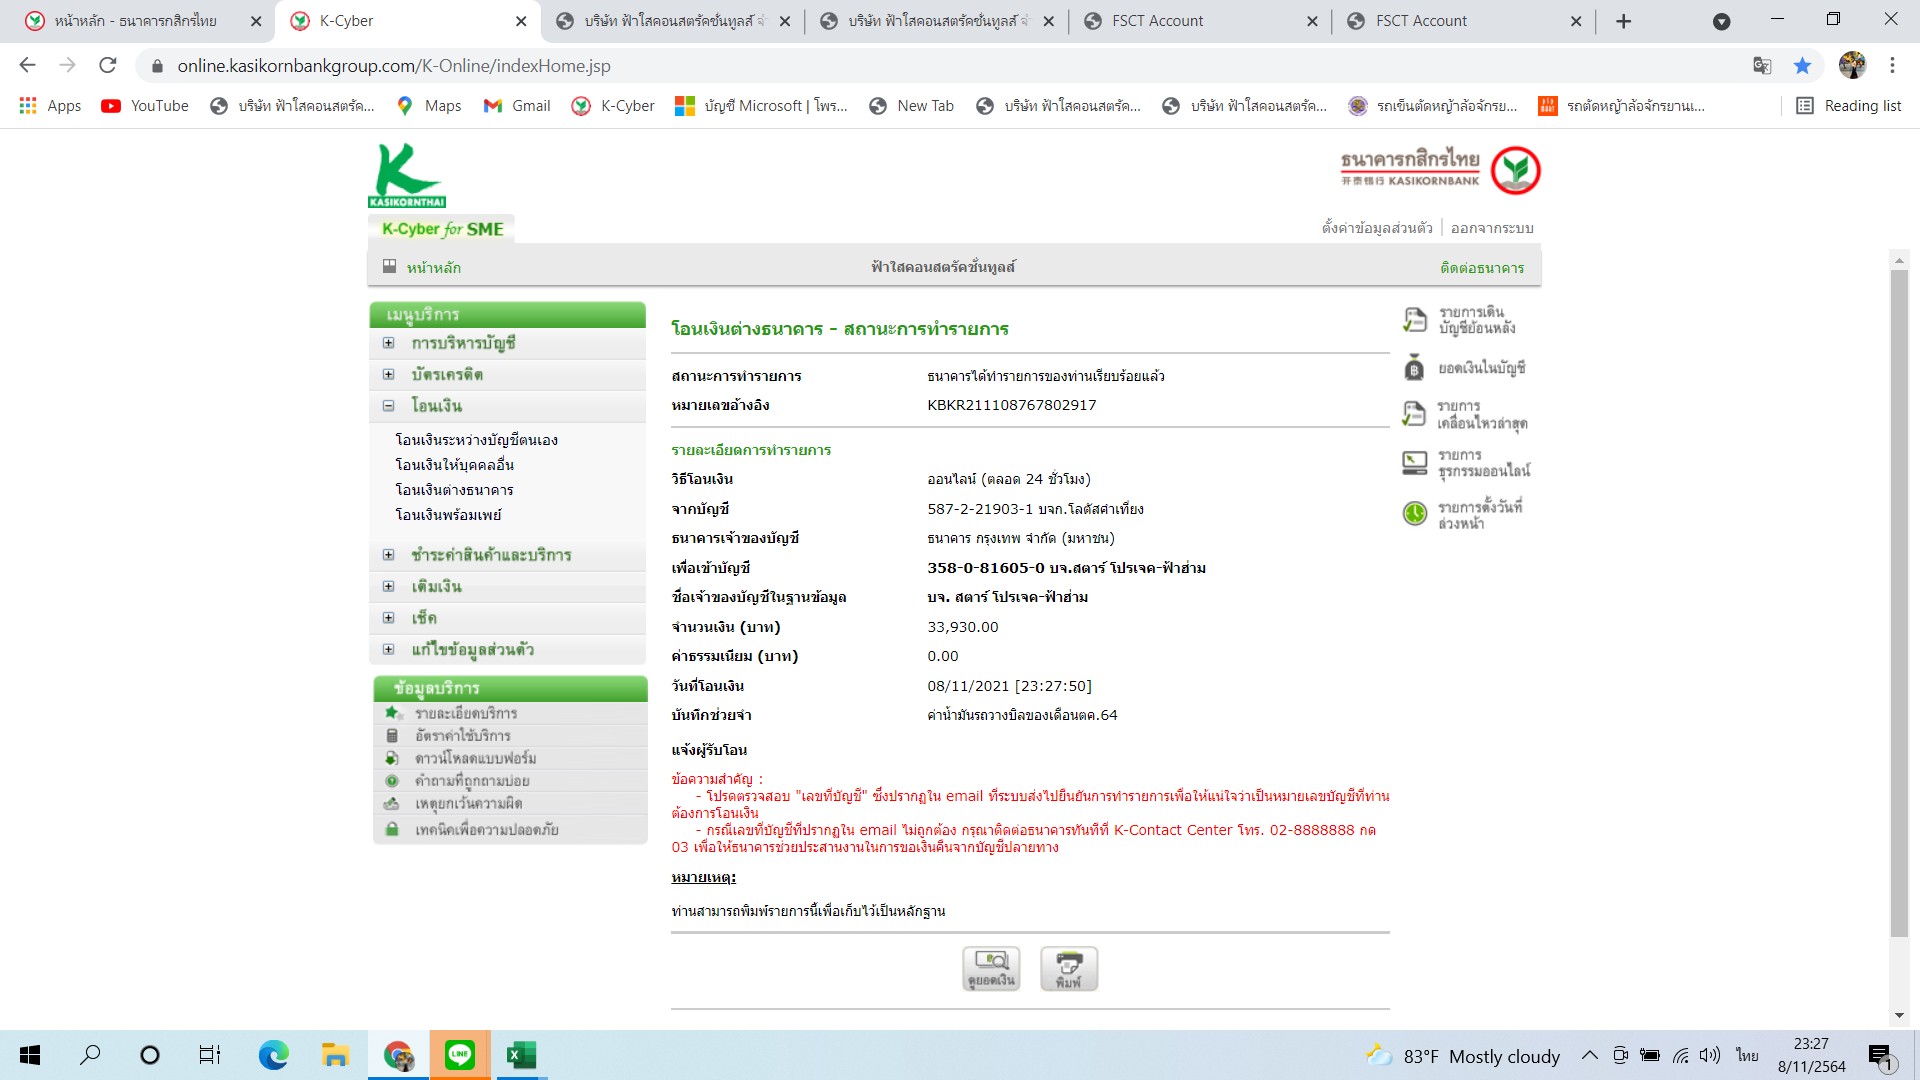 หน้าหลัก - ธนาคารกสิกรไทย
K-Cyber
บริษัท ฟ้าใสคอนสตรัคชั่นทูลส์ จำ
บริษัท ฟ้าใสคอนสตรัคชั่นทูลส์ จำ
FSCT Account
FSCT Account
online.kasikornbankgroup.com/K-Online/indexHome.jsp
Apps
YouTube
บริษัท ฟ้าใสคอนสตรัค...
Maps
Gmail
K-Cyber
บัญชี Microsoft | โพร...
New Tab
บริษัท ฟ้าใสคอนสตรัค...
บริษัท ฟ้าใสคอนสตรัค...
รถเข็นตัดหญ้าล้อจักรย...
รถตัดหญ้าล้อจักรยานเ...
Reading list
K
KASIKORNTHAI
ธนาคารกสิกรไทย
开泰银行 KASIKORNBANK
K-Cyber for SME
ตั้งค่าข้อมูลส่วนตัว
ออกจากระบบ
หน้าหลัก
ฟ้าใสคอนสตรัคชั่นทูลส์
ติดต่อธนาคาร
เมนูบริการ
การบริหารบัญชี
บัตรเครดิต
โอนเงิน
โอนเงินระหว่างบัญชีตนเอง
โอนเงินให้บุคคลอื่น
โอนเงินต่างธนาคาร
โอนเงินพร้อมเพย์
ชำระค่าสินค้าและบริการ
เติมเงิน
เช็ค
แก้ไขข้อมูลส่วนตัว
ข้อมูลบริการ
รายละเอียดบริการ
อัตราค่าใช้บริการ
ดาวน์โหลดแบบฟอร์ม
คำถามที่ถูกถามบ่อย
เหตุยกเว้นความผิด
เทคนิคเพื่อความปลอดภัย
โอนเงินต่างธนาคาร - สถานะการทำรายการ
สถานะการทำรายการ ธนาคารได้ทำรายการของท่านเรียบร้อยแล้ว
หมายเลขอ้างอิง KBKR211108767802917
รายละเอียดการทำรายการ
วิธีโอนเงิน ออนไลน์ (ตลอด 24 ชั่วโมง)
จากบัญชี 587-2-21903-1 บจก.โลตัสคำเที่ยง
ธนาคารเจ้าของบัญชี ธนาคาร กรุงเทพ จำกัด (มหาชน)
เพื่อเข้าบัญชี 358-0-81605-0 บจ.สตาร์ โปรเจค-ฟ้าฮ่าม
ชื่อเจ้าของบัญชีในฐานข้อมูล บจ. สตาร์ โปรเจค-ฟ้าฮ่าม
จำนวนเงิน (บาท) 33,930.00
ค่าธรรมเนียม (บาท) 0.00
วันที่โอนเงิน 08/11/2021 [23:27:50]
บันทึกช่วยจำ ค่าน้ำมันรถวางบิลของเดือนตค.64
แจ้งผู้รับโอน
ข้อความสำคัญ :
- โปรดตรวจสอบ "เลขที่บัญชี" ซึ่งปรากฏใน email ที่ระบบส่งไปยืนยันการทำรายการเพื่อให้แน่ใจว่าเป็นหมายเลขบัญชีที่ท่าน
ต้องการโอนเงิน
- กรณีเลขที่บัญชีที่ปรากฏใน email ไม่ถูกต้อง กรุณาติดต่อธนาคารทันทีที่ K-Contact Center โทร. 02-8888888 กด
03 เพื่อให้ธนาคารช่วยประสานงานในการขอเงินคืนจากบัญชีปลายทาง
หมายเหตุ:
ท่านสามารถพิมพ์รายการนี้เพื่อเก็บไว้เป็นหลักฐาน
ดูยอดเงิน
พิมพ์
รายการเดิน
บัญชีย้อนหลัง
ยอดเงินในบัญชี
รายการ
เคลื่อนไหวล่าสุด
รายการ
ธุรกรรมออนไลน์
รายการตั้งวันที่
ล่วงหน้า
LINE
83°F Mostly cloudy
ไทย
23:27
8/11/2564
1